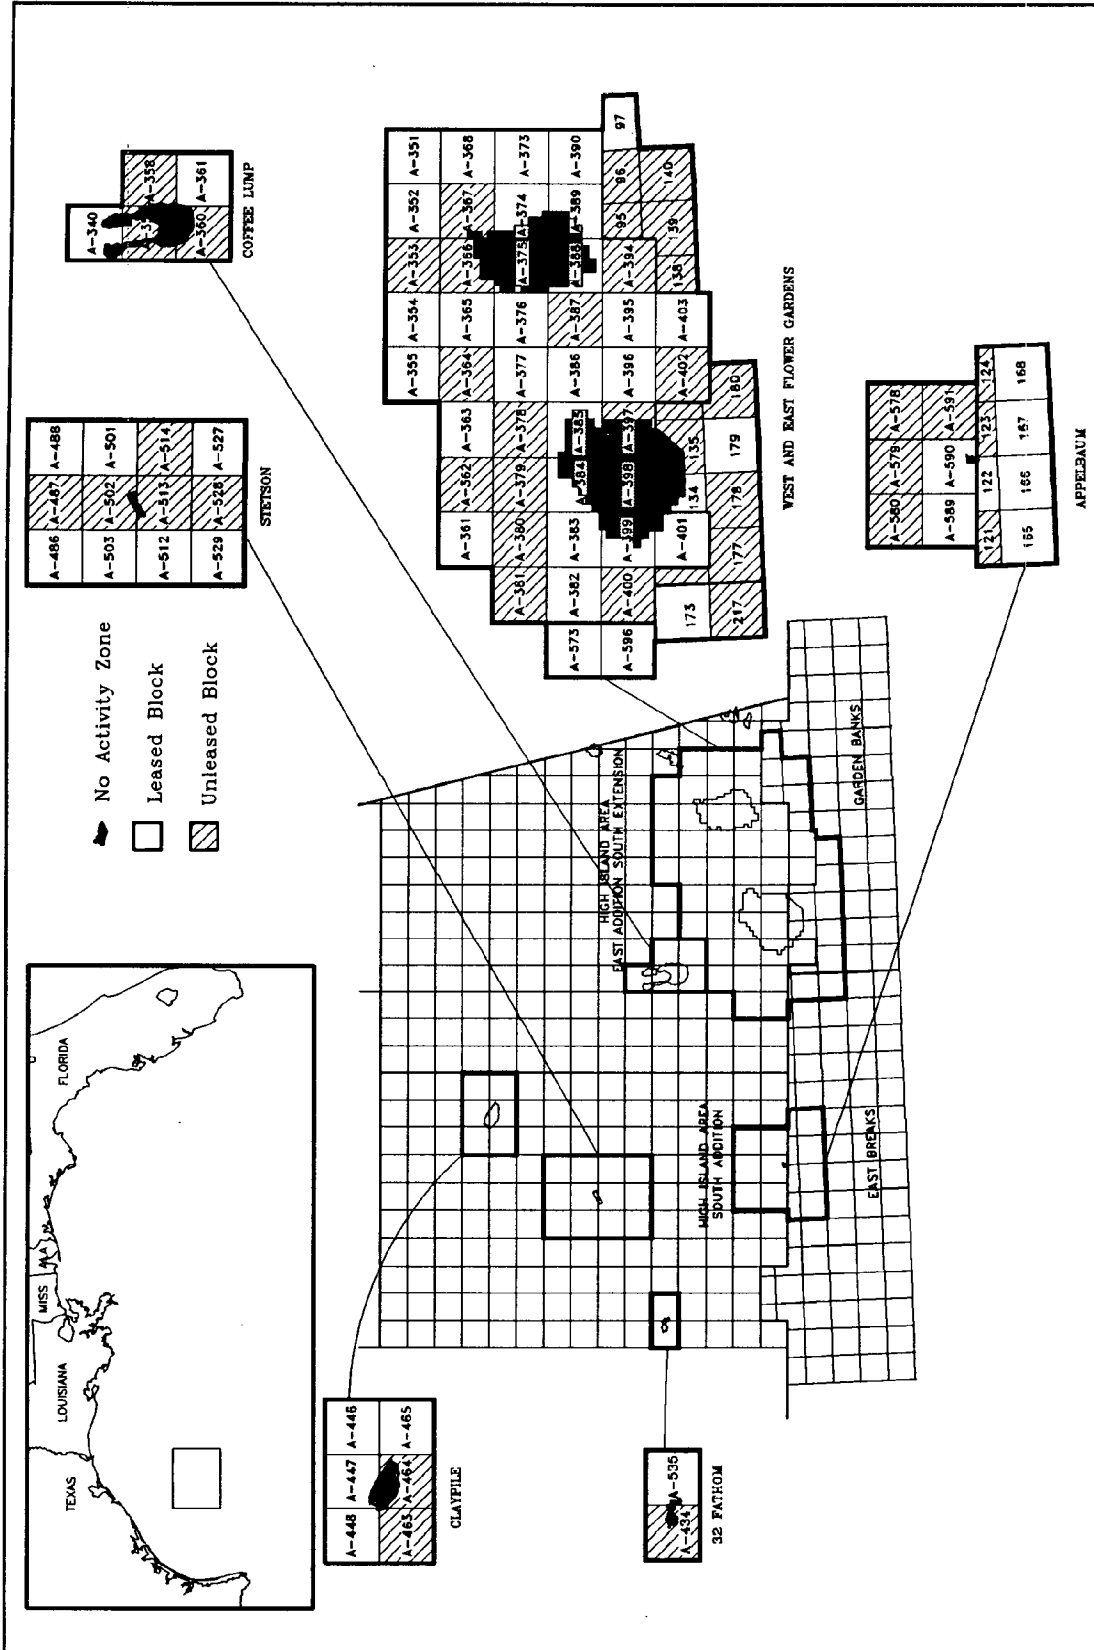 TEXAS
LOUISIANA
MISS
ALA
FLORIDA
No Activity Zone
Leased Block
Unleased Block
A-486
A-487
A-488
A-503
A-502
A-501
A-512
A-513
A-514
A-529
A-528
A-527
STETSON
A-340
A-358
A-360
A-361
COFFEE LUMP
A-448
A-447
A-446
A-463
A-464
A-465
CLAYPILE
A-434
A-535
32 FATHOM
HIGH ISLAND AREA
EAST ADDITION SOUTH EXTENSION
HIGH ISLAND AREA
SOUTH ADDITION
EAST BREAKS
GARDEN BANKS
A-355
A-354
A-353
A-352
A-351
A-361
A-362
A-363
A-364
A-365
A-366
A-367
A-368
A-381
A-380
A-379
A-378
A-377
A-376
A-375
A-374
A-373
A-573
A-382
A-383
A-384
A-385
A-386
A-387
A-388
A-389
A-390
A-596
A-400
A-399
A-398
A-397
A-396
A-395
A-394
95
96
97
173
A-401
134
135
A-402
A-403
138
139
140
217
177
178
179
180
WEST AND EAST FLOWER GARDENS
A-580
A-579
A-578
A-589
A-590
A-591
121
122
123
124
165
166
167
168
APPELBAUM